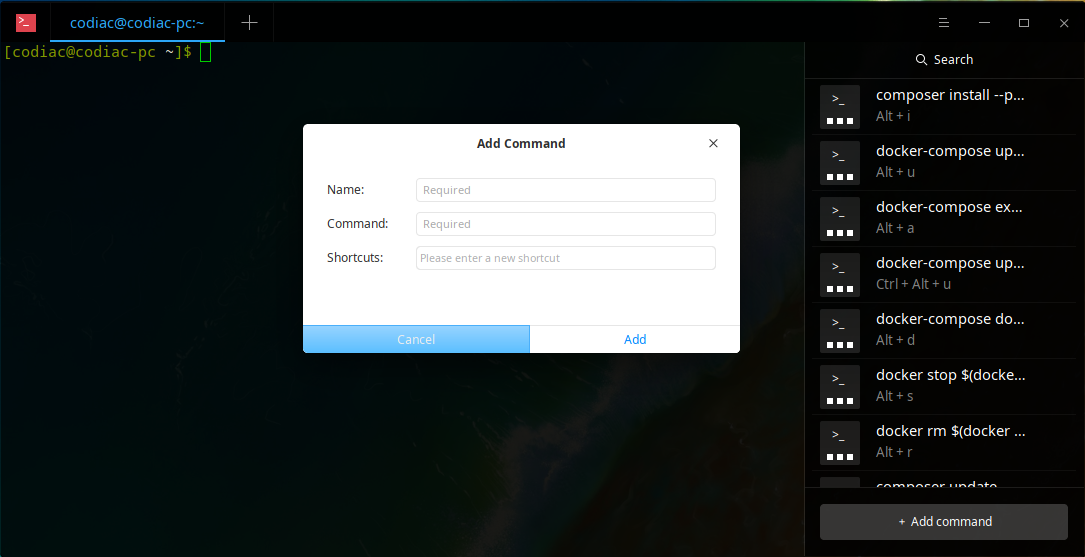 codiac@codiac-pc:~
[codiac@codiac-pc ~]$
Search
composer install --p...
Alt + i
docker-compose up...
Alt + u
docker-compose ex...
Alt + a
docker-compose up...
Ctrl + Alt + u
docker-compose do...
Alt + d
docker stop $(docke...
Alt + s
docker rm $(docker ...
Alt + r
composer update
+ Add command
Add Command
Name:
Required
Command:
Required
Shortcuts:
Please enter a new shortcut
Cancel
Add